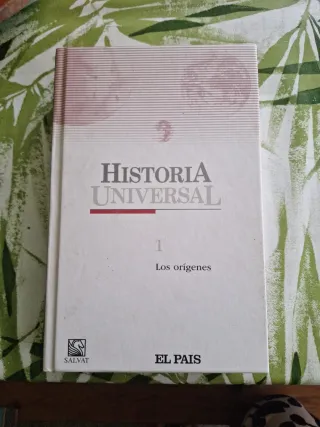 HISTORIA
UNIVERSAL
1
Los orígenes
SALVAT
EL PAIS